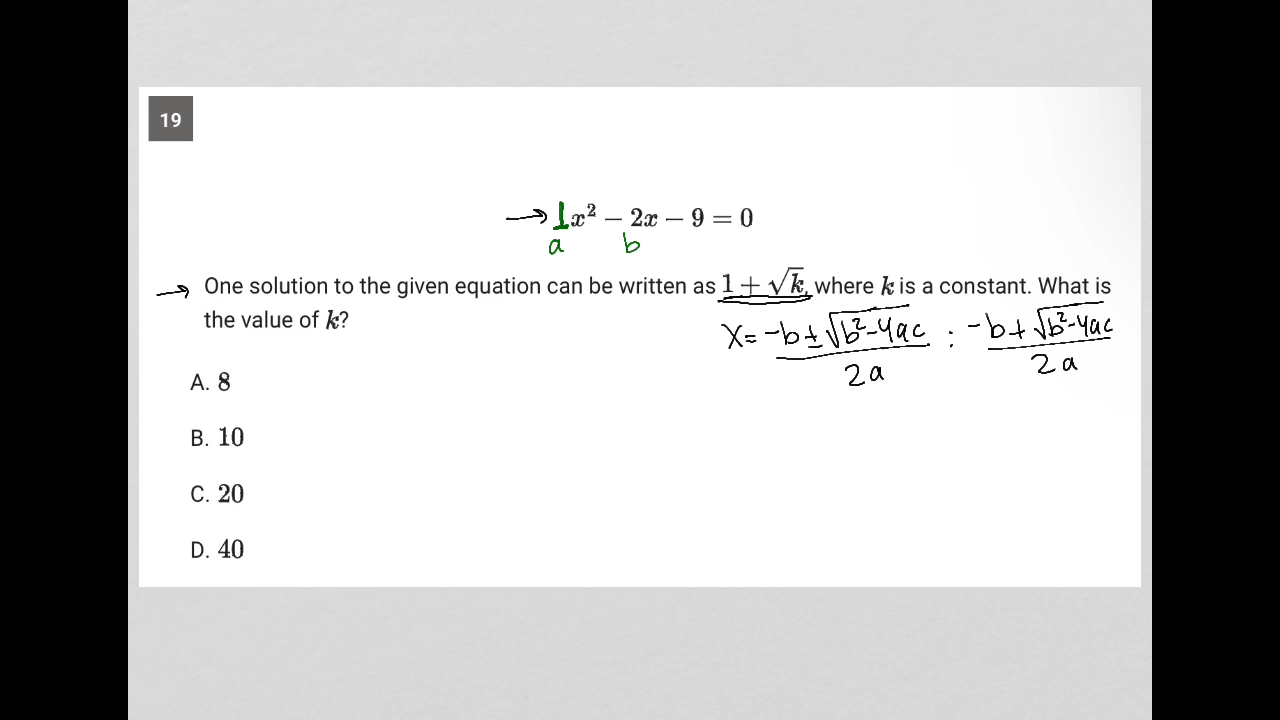 19
→ 1x² − 2x − 9 = 0
a b
→ One solution to the given equation can be written as 1 + √k, where k is a constant. What is
the value of k?
x = -b ± √b²-4ac / 2a : -b + √b²-4ac / 2a
A. 8
B. 10
C. 20
D. 40